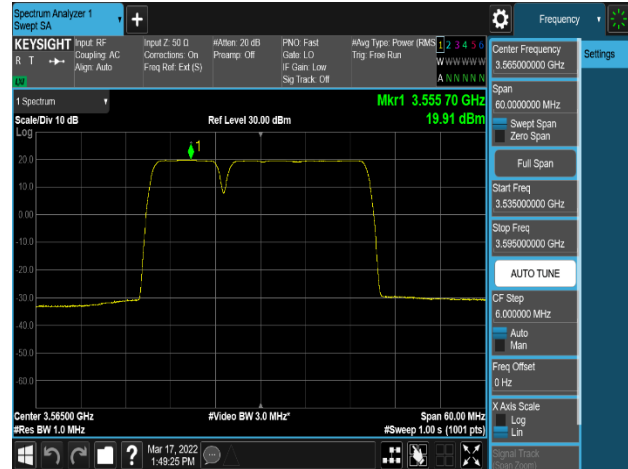 Spectrum Analyzer 1
Swept SA
+
Frequency
KEYSIGHT
R T
LW
Input: RF
Coupling: AC
Align: Auto
Input Z: 50 Ω
Corrections: On
Freq Ref: Ext (S)
#Atten: 20 dB
Preamp: Off
PNO: Fast
Gate: LO
IF Gain: Low
Sig Track: Off
#Avg Type: Power (RMS
Trig: Free Run
1 2 3 4 5 6
W W W W W W
A N N N N N
1 Spectrum
Scale/Div 10 dB
Ref Level 30.00 dBm
Mkr1 3.555 70 GHz
19.91 dBm
Log
1
20.0
10.0
0.00
-10.0
-20.0
-30.0
-40.0
-50.0
-60.0
Center 3.56500 GHz
#Video BW 3.0 MHz*
Span 60.00 MHz
#Res BW 1.0 MHz
#Sweep 1.00 s (1001 pts)
Mar 17, 2022
1:49:25 PM
?
Center Frequency
3.565000000 GHz
Settings
Span
60.0000000 MHz
Swept Span
Zero Span
Full Span
Start Freq
3.535000000 GHz
Stop Freq
3.595000000 GHz
AUTO TUNE
CF Step
6.000000 MHz
Auto
Man
Freq Offset
0 Hz
X Axis Scale
Log
Lin
Signal Track
(Span Zoom)